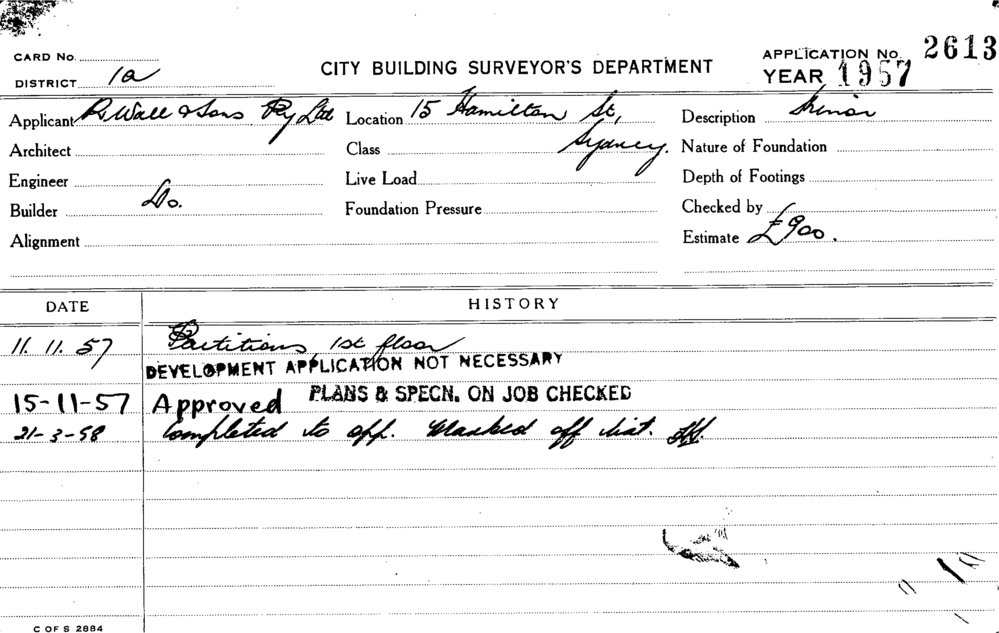 CARD No.
CITY BUILDING SURVEYOR'S DEPARTMENT
APPLICATION No. 2613
DISTRICT 1a
YEAR 1957
Applicant R. Wall & Sons Pty Ltd
Location 15 Hamilton St,
Sydney.
Description Minor
Architect
Class
Nature of Foundation
Engineer
Live Load
Depth of Footings
Builder Do.
Foundation Pressure
Checked by
Alignment
Estimate £900.
DATE
HISTORY
11. 11. 57 Partitions 1st floor
DEVELOPMENT APPLICATION NOT NECESSARY
15-11-57 Approved PLANS & SPECN. ON JOB CHECKED
21-3-58 Completed to app. Marked off list.
C OF S 2884